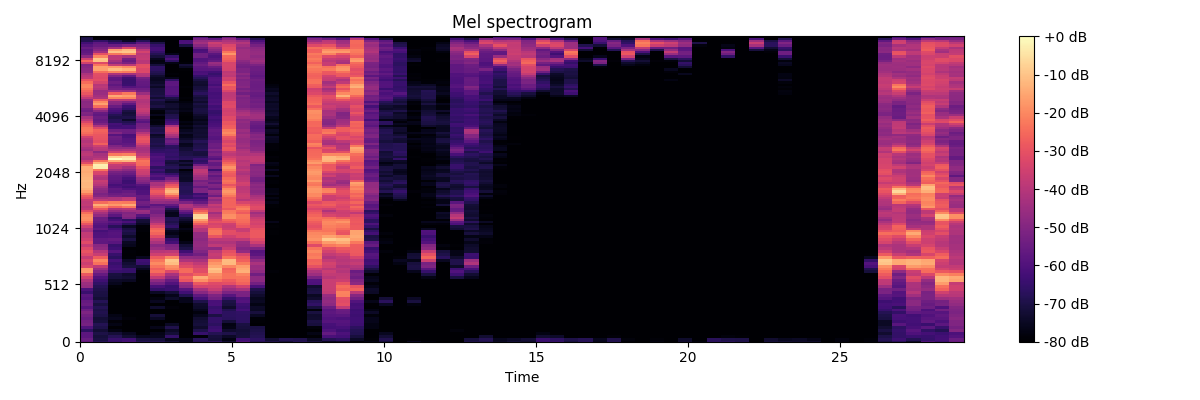 Mel spectrogram
Hz
8192
4096
2048
1024
512
0
0 5 10 15 20 25
Time
+0 dB
-10 dB
-20 dB
-30 dB
-40 dB
-50 dB
-60 dB
-70 dB
-80 dB